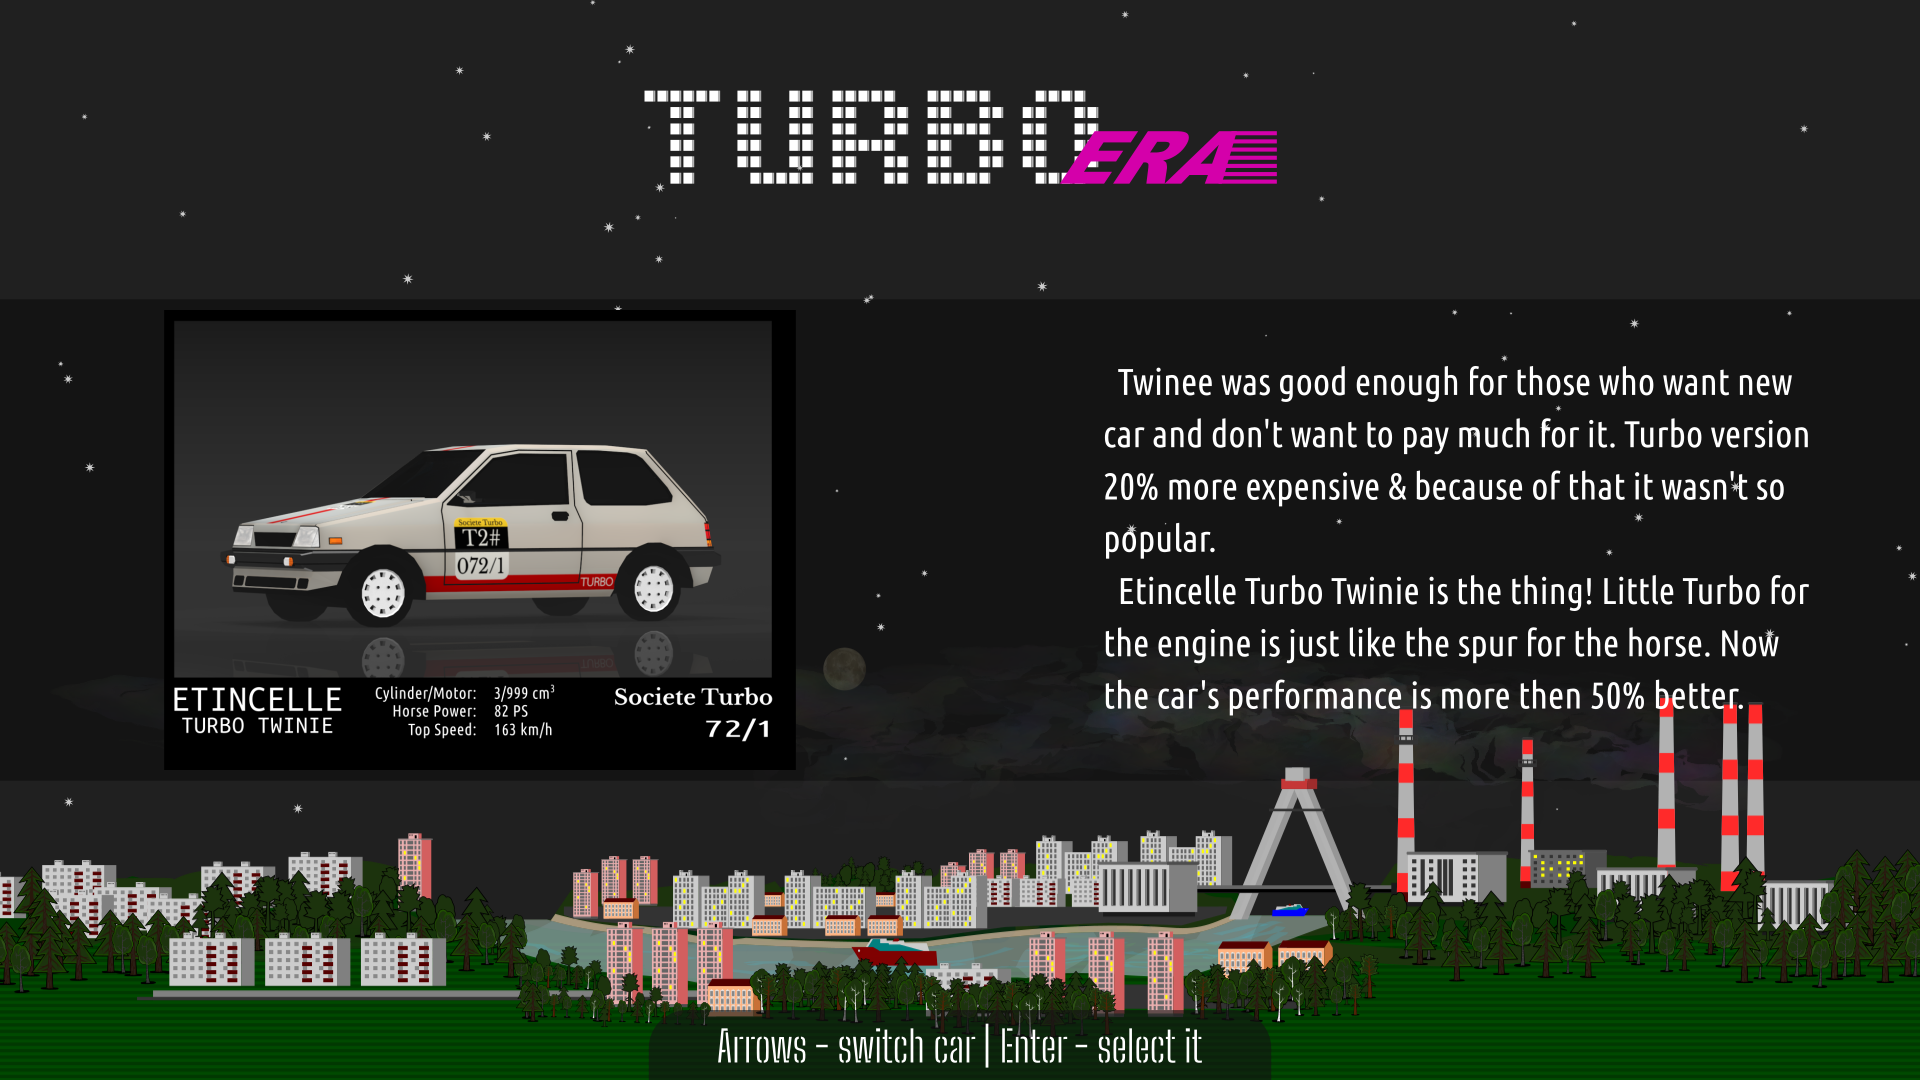 TURBO ERA
Twinee was good enough for those who want new
car and don't want to pay much for it. Turbo version
20% more expensive & because of that it wasn't so
popular.
Etincelle Turbo Twinie is the thing! Little Turbo for
the engine is just like the spur for the horse. Now
the car's performance is more then 50% better.
Societe Turbo
T2#
072/1
TURBO
ETINCELLE
TURBO TWINIE
Cylinder/Motor: 3/999 cm³
Horse Power: 82 PS
Top Speed: 163 km/h
Societe Turbo
72/1
Arrows - switch car | Enter - select it